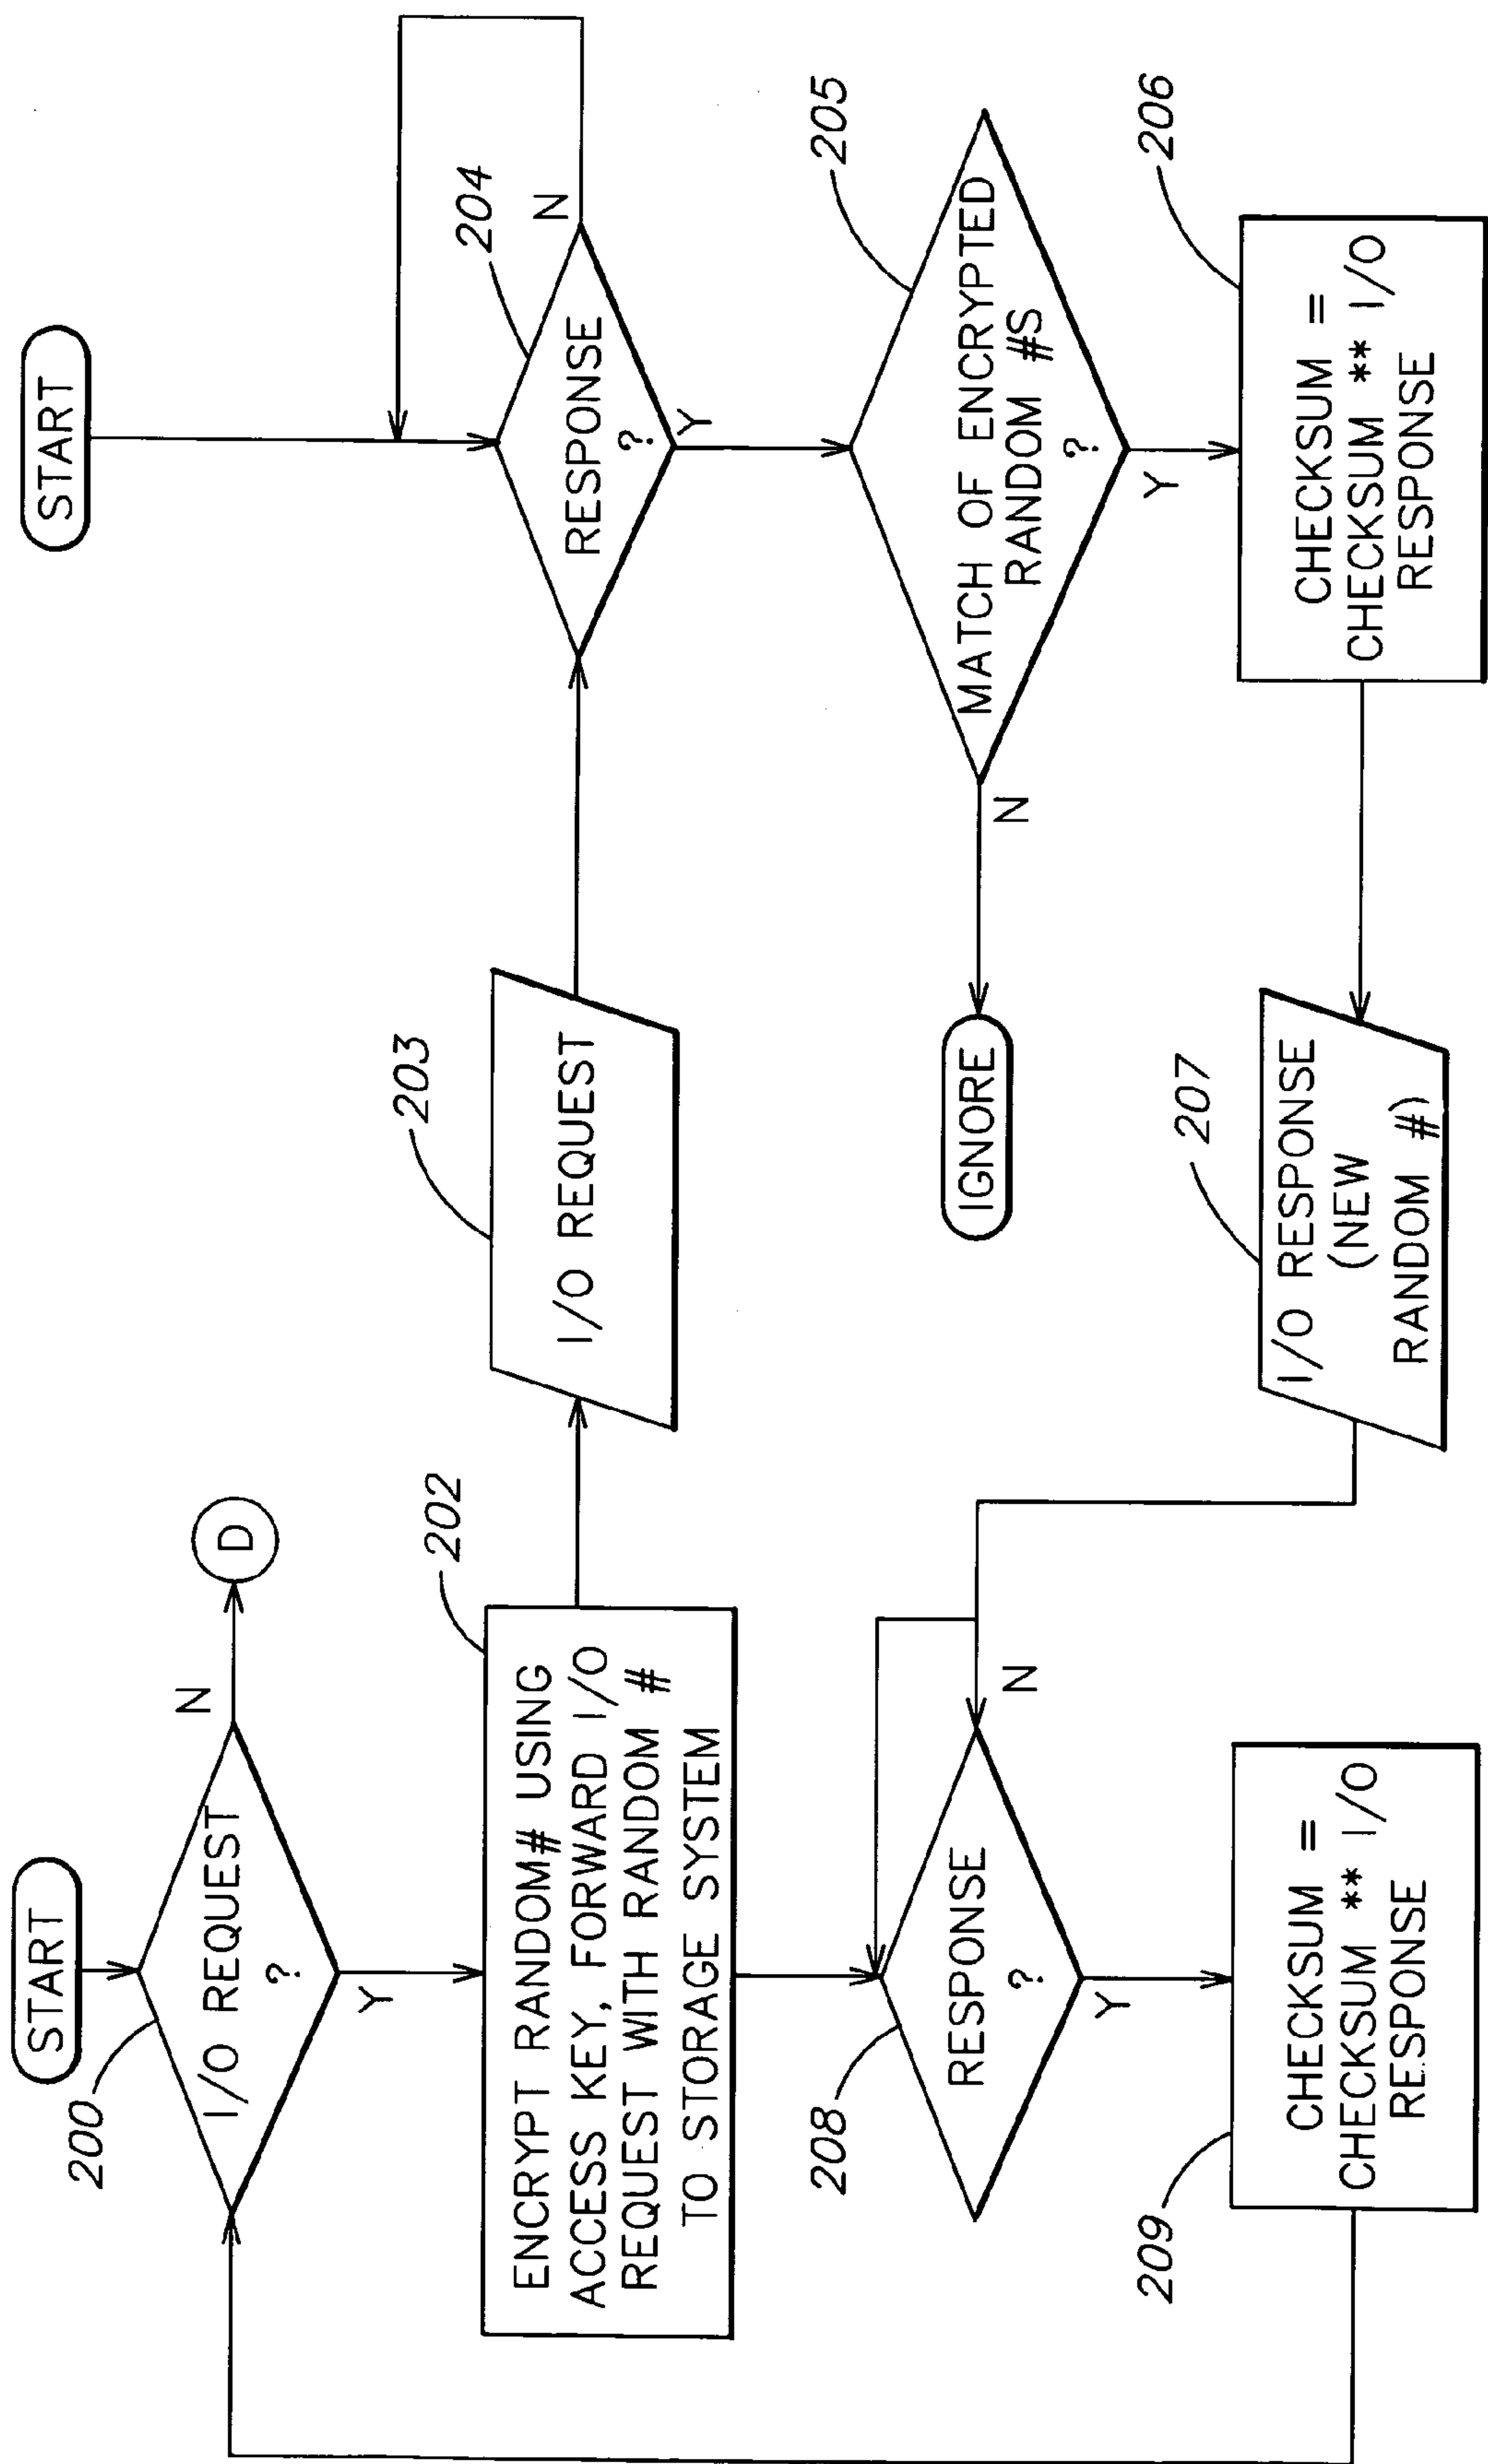 START
200
I/O REQUEST
?
N
D
Y
202
ENCRYPT RANDOM# USING
ACCESS KEY, FORWARD I/O
REQUEST WITH RANDOM #
TO STORAGE SYSTEM
203
I/O REQUEST
START
204
RESPONSE
?
N
Y
205
MATCH OF ENCRYPTED
RANDOM #S
?
N
IGNORE
Y
206
CHECKSUM =
CHECKSUM ** I/O
RESPONSE
207
I/O RESPONSE
(NEW
RANDOM #)
208
RESPONSE
?
N
Y
209
CHECKSUM =
CHECKSUM ** I/O
RESPONSE